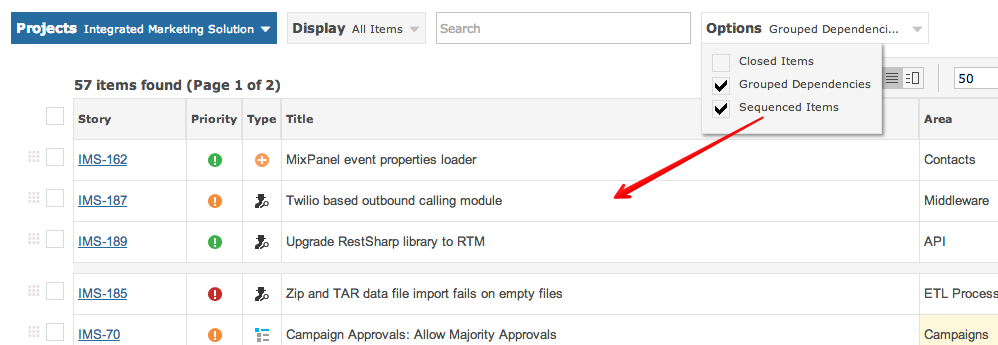 Projects Integrated Marketing Solution Display All Items Search Options Grouped Dependenci...
Closed Items
Grouped Dependencies
Sequenced Items
57 items found (Page 1 of 2) 50
Story Priority Type Title Area
IMS-162 MixPanel event properties loader Contacts
IMS-187 Twilio based outbound calling module Middleware
IMS-189 Upgrade RestSharp library to RTM API
IMS-185 Zip and TAR data file import fails on empty files ETL Process
IMS-70 Campaign Approvals: Allow Majority Approvals Campaigns